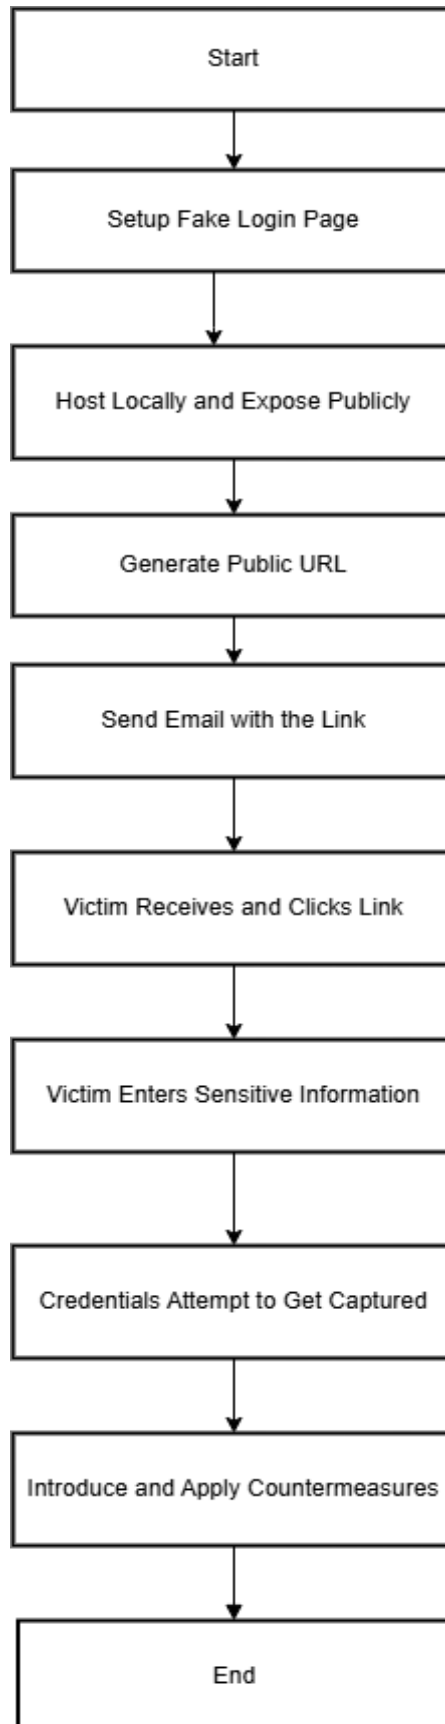 Start
Setup Fake Login Page
Host Locally and Expose Publicly
Generate Public URL
Send Email with the Link
Victim Receives and Clicks Link
Victim Enters Sensitive Information
Credentials Attempt to Get Captured
Introduce and Apply Countermeasures
End